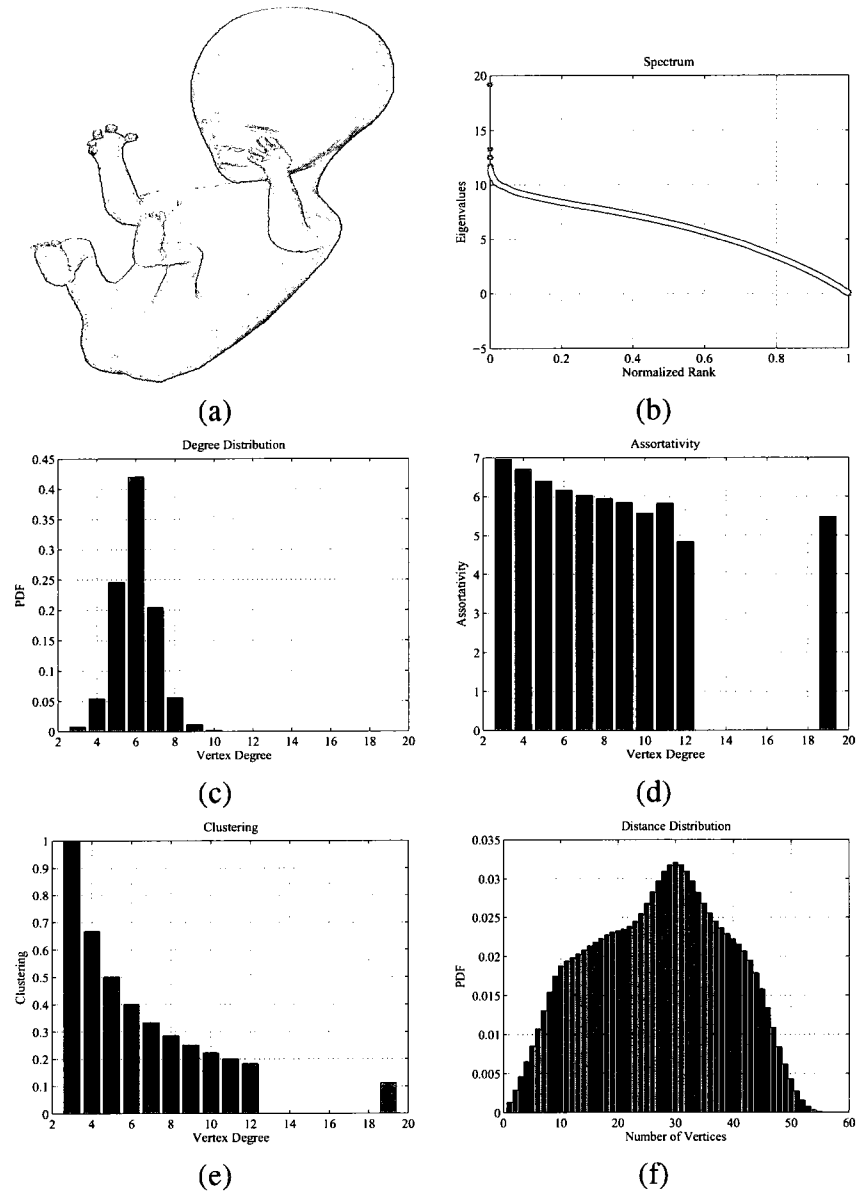 Spectrum
20
15
10
5
0
−5
Eigenvalues
0 0.2 0.4 0.6 0.8 1
Normalized Rank
(a)
(b)
Degree Distribution
0.45
0.4
0.35
0.3
0.25
0.2
0.15
0.1
0.05
0
PDF
2 4 6 8 10 12 14 16 18 20
Vertex Degree
(c)
Assortativity
7
6
5
4
3
2
1
0
Assortativity
2 4 6 8 10 12 14 16 18 20
Vertex Degree
(d)
Clustering
1
0.9
0.8
0.7
0.6
0.5
0.4
0.3
0.2
0.1
0
Clustering
2 4 6 8 10 12 14 16 18 20
Vertex Degree
(e)
Distance Distribution
0.035
0.03
0.025
0.02
0.015
0.01
0.005
0
PDF
0 10 20 30 40 50 60
Number of Vertices
(f)